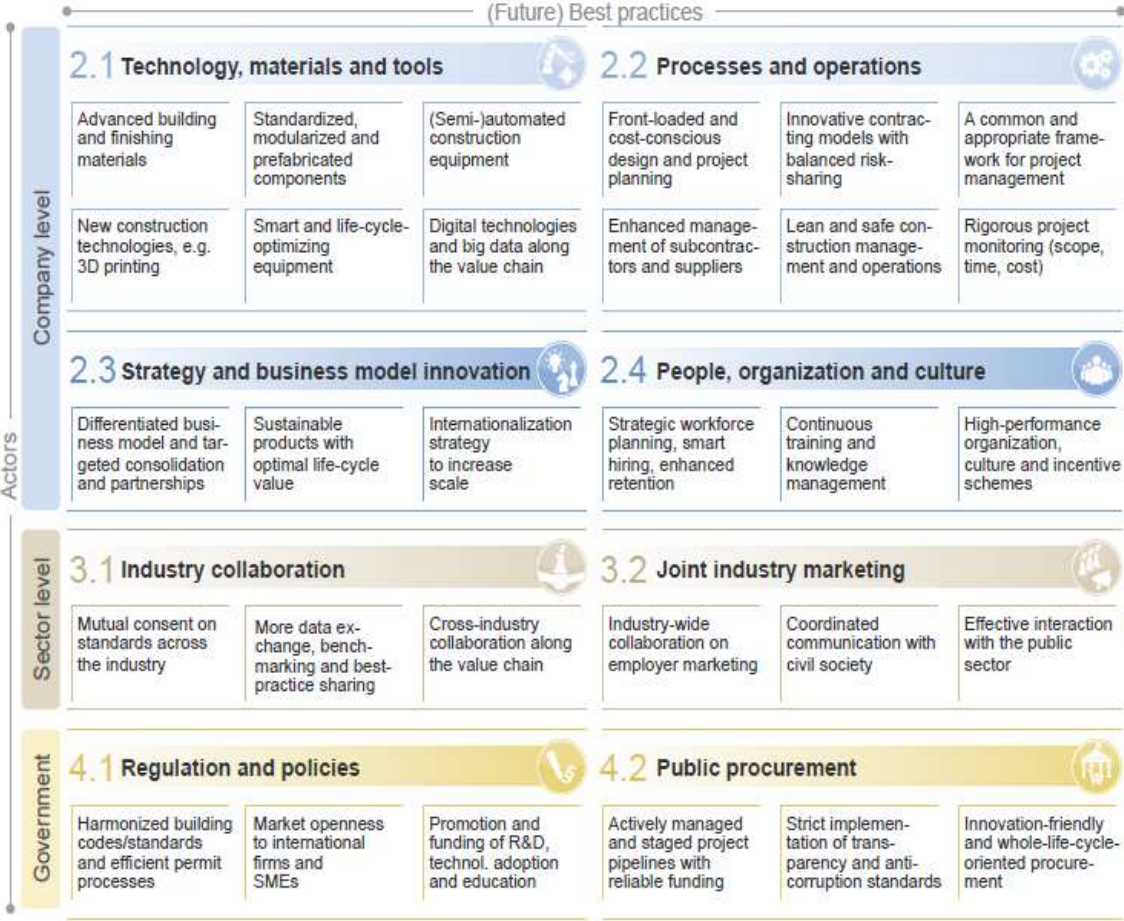 (Future) Best practices
Actors
Company level
2.1 Technology, materials and tools
Advanced building
and finishing
materials
Standardized,
modularized and
prefabricated
components
(Semi-)automated
construction
equipment
New construction
technologies, e.g.
3D printing
Smart and life-cycle-
optimizing
equipment
Digital technologies
and big data along
the value chain
2.2 Processes and operations
Front-loaded and
cost-conscious
design and project
planning
Innovative contrac-
ting models with
balanced risk-
sharing
A common and
appropriate frame-
work for project
management
Enhanced manage-
ment of subcontrac-
tors and suppliers
Lean and safe con-
struction manage-
ment and operations
Rigorous project
monitoring (scope,
time, cost)
2.3 Strategy and business model innovation
Differentiated busi-
ness model and tar-
geted consolidation
and partnerships
Sustainable
products with
optimal life-cycle
value
Internationalization
strategy
to increase
scale
2.4 People, organization and culture
Strategic workforce
planning, smart
hiring, enhanced
retention
Continuous
training and
knowledge
management
High-performance
organization,
culture and incentive
schemes
Sector level
3.1 Industry collaboration
Mutual consent on
standards across
the industry
More data ex-
change, bench-
marking and best-
practice sharing
Cross-industry
collaboration along
the value chain
3.2 Joint industry marketing
Industry-wide
collaboration on
employer marketing
Coordinated
communication with
civil society
Effective interaction
with the public
sector
Government
4.1 Regulation and policies
Harmonized building
codes/standards
and efficient permit
processes
Market openness
to international
firms and
SMEs
Promotion and
funding of R&D,
technol. adoption
and education
§
4.2 Public procurement
Actively managed
and staged project
pipelines with
reliable funding
Strict implemen-
tation of trans-
parency and anti-
corruption standards
Innovation-friendly
and whole-life-cycle-
oriented procure-
ment